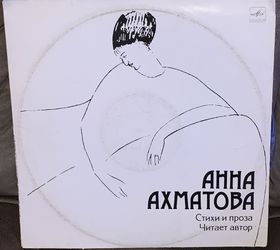 АННА
АХМАТОВА
Стихи и проза
Читает автор